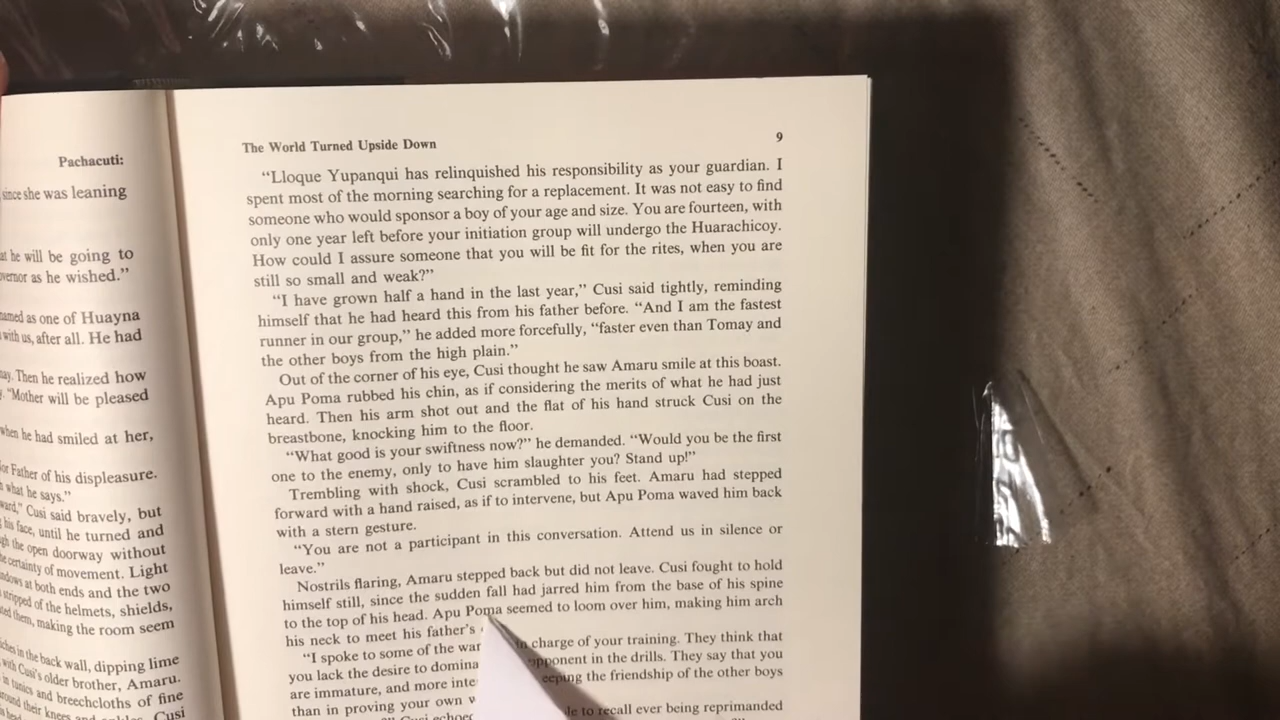 Pachacuti:
since she was leaning
at he will be going to
vernor as he wished.”
named as one of Huayna
with us, after all. He had
may. Then he realized how
“Mother will be pleased
when he had smiled at her,
for Father of his displeasure.
what he says.”
Cusi said bravely, but
his face, until he turned and
the open doorway without
certainty of movement. Light
at both ends and the two
stripped of the helmets, shields,
them, making the room seem
in the back wall, dipping lime
with Cusi’s older brother, Amaru.
in tunics and breechcloths of fine
around their knees and Cusi
The World Turned Upside Down 9
“Lloque Yupanqui has relinquished his responsibility as your guardian. I
spent most of the morning searching for a replacement. It was not easy to find
someone who would sponsor a boy of your age and size. You are fourteen, with
only one year left before your initiation group will undergo the Huarachicoy.
How could I assure someone that you will be fit for the rites, when you are
still so small and weak?”
“I have grown half a hand in the last year,” Cusi said tightly, reminding
himself that he had heard this from his father before. “And I am the fastest
runner in our group,” he added more forcefully, “faster even than Tomay and
the other boys from the high plain.”
Out of the corner of his eye, Cusi thought he saw Amaru smile at this boast.
Apu Poma rubbed his chin, as if considering the merits of what he had just
heard. Then his arm shot out and the flat of his hand struck Cusi on the
breastbone, knocking him to the floor.
“What good is your swiftness now?” he demanded. “Would you be the first
one to the enemy, only to have him slaughter you? Stand up!”
Trembling with shock, Cusi scrambled to his feet. Amaru had stepped
forward with a hand raised, as if to intervene, but Apu Poma waved him back
with a stern gesture.
“You are not a participant in this conversation. Attend us in silence or
leave.”
Nostrils flaring, Amaru stepped back but did not leave. Cusi fought to hold
himself still, since the sudden fall had jarred him from the base of his spine
to the top of his head. Apu Poma seemed to loom over him, making him arch
his neck to meet his father’s
“I spoke to some of the in charge of your training. They think that
you lack the desire to opponent in the drills. They say that you
are immature, and more the friendship of the other boys
than in proving your own to recall ever being reprimanded